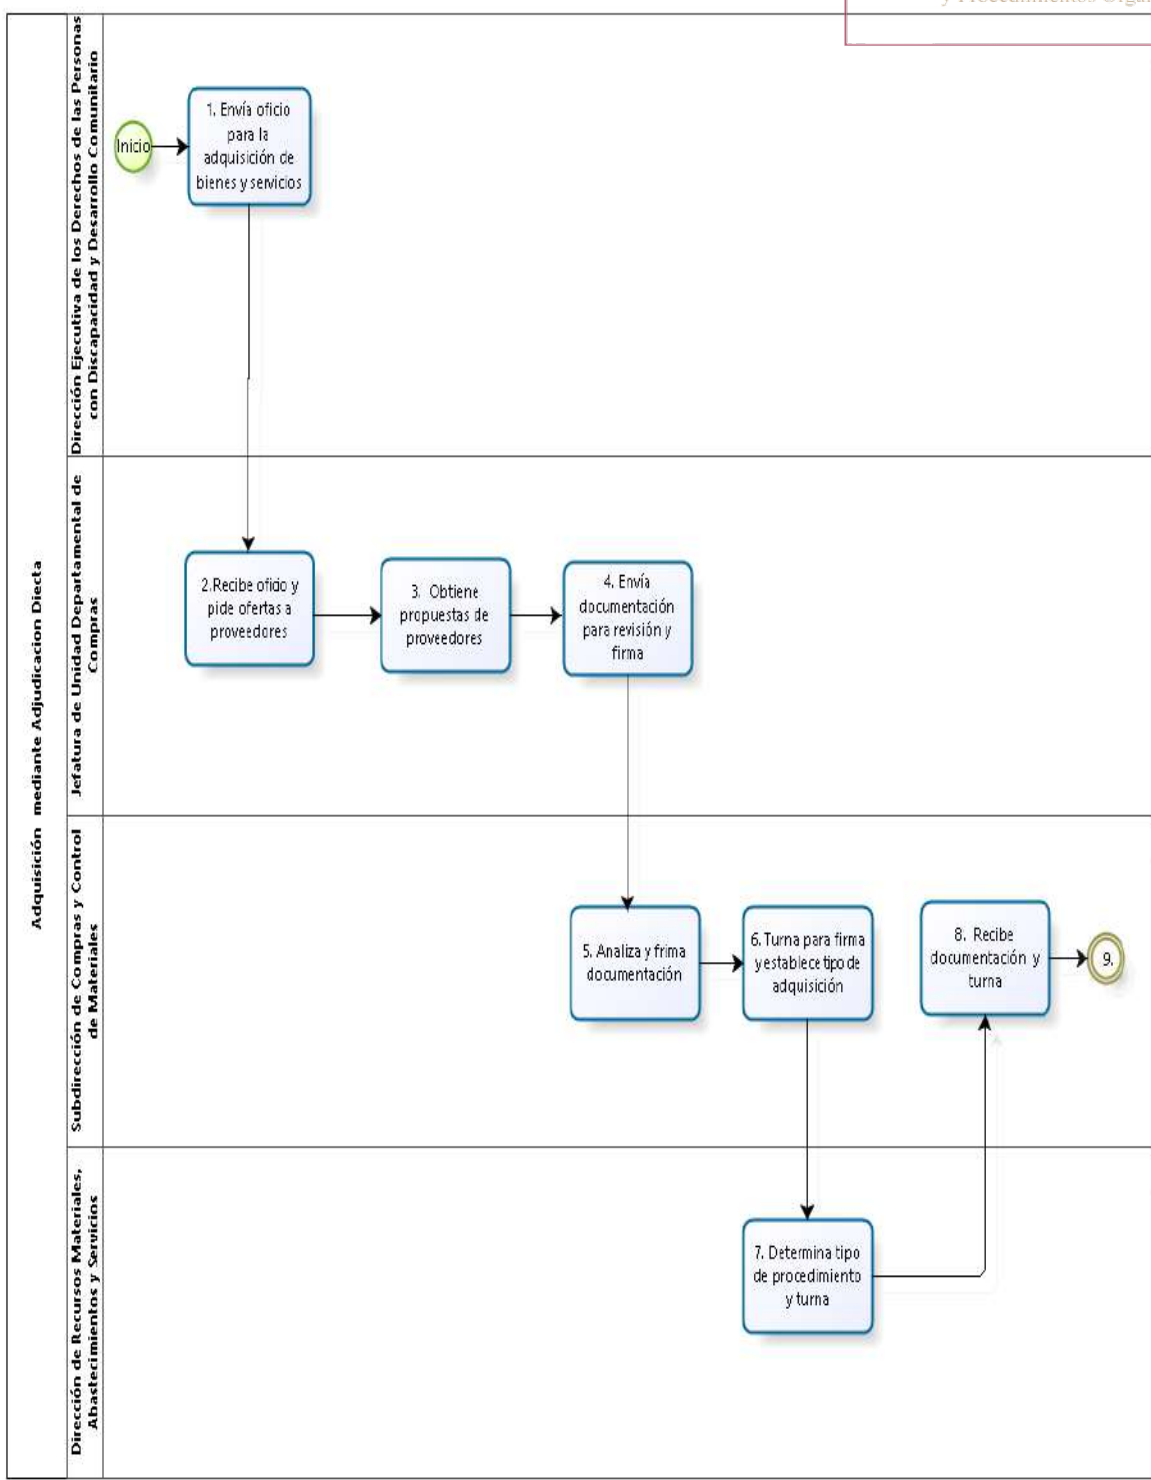 y Procedimientos Orga
Adquisición mediante Adjudicacion Diecta
Dirección Ejecutiva de los Derechos de las Personas
con Discapacidad y Desarrollo Comunitario
Inicio
1. Envía oficio
para la
adquisición de
bienes y servicios
Jefatura de Unidad Departamental de
Compras
2.Recibe oficio y
pide ofertas a
proveedores
3. Obtiene
propuestas de
proveedores
4. Envía
documentación
para revisión y
firma
Subdirección de Compras y Control
de Materiales
5. Analiza y frima
documentación
6. Turna para firma
y establece tipo de
adquisición
8. Recibe
documentación y
turna
9.
Dirección de Recursos Materiales,
Abastecimientos y Servicios
7. Determina tipo
de procedimiento
y turna